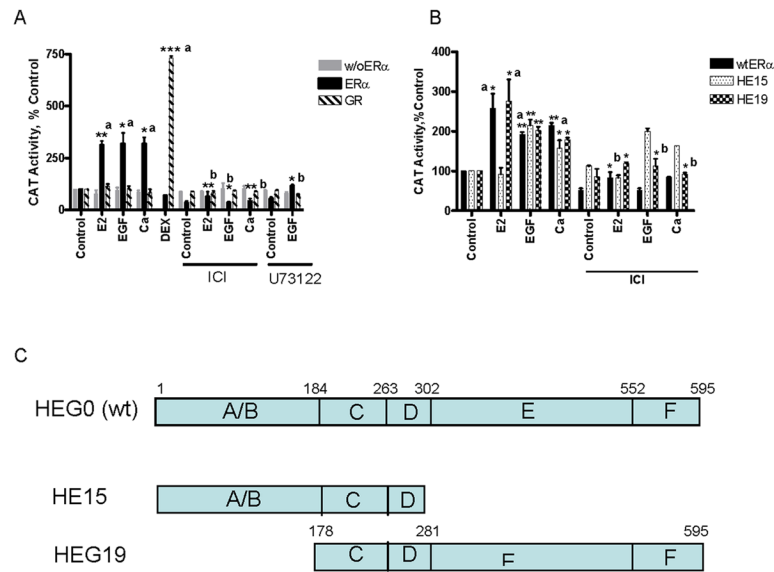 A
CAT Activity, % Control
750
500
250
0
*** a
** a
* a
* a
** b
* b
** b
* b
w/oERα
ERα
GR
Control
E2
EGF
Ca
DEX
Control
E2
EGF
Ca
Control
EGF
ICI
U73122
B
CAT Activity,% Control
400
300
200
100
0
a *
* a
a ** ** **
** a * *
* b *
** * b
* b
wtERα
HE15
HE19
Control
E2
EGF
Ca
Control
E2
EGF
Ca
ICI
C
1 184 263 302 552 595
HEG0 (wt) A/B C D E F
HE15 A/B C D
178 281 595
HEG19 C D F